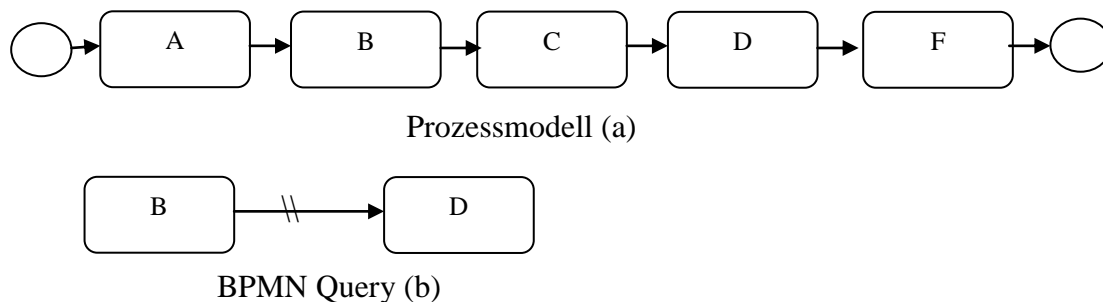 A B C D F
Prozessmodell (a)
B D
BPMN Query (b)